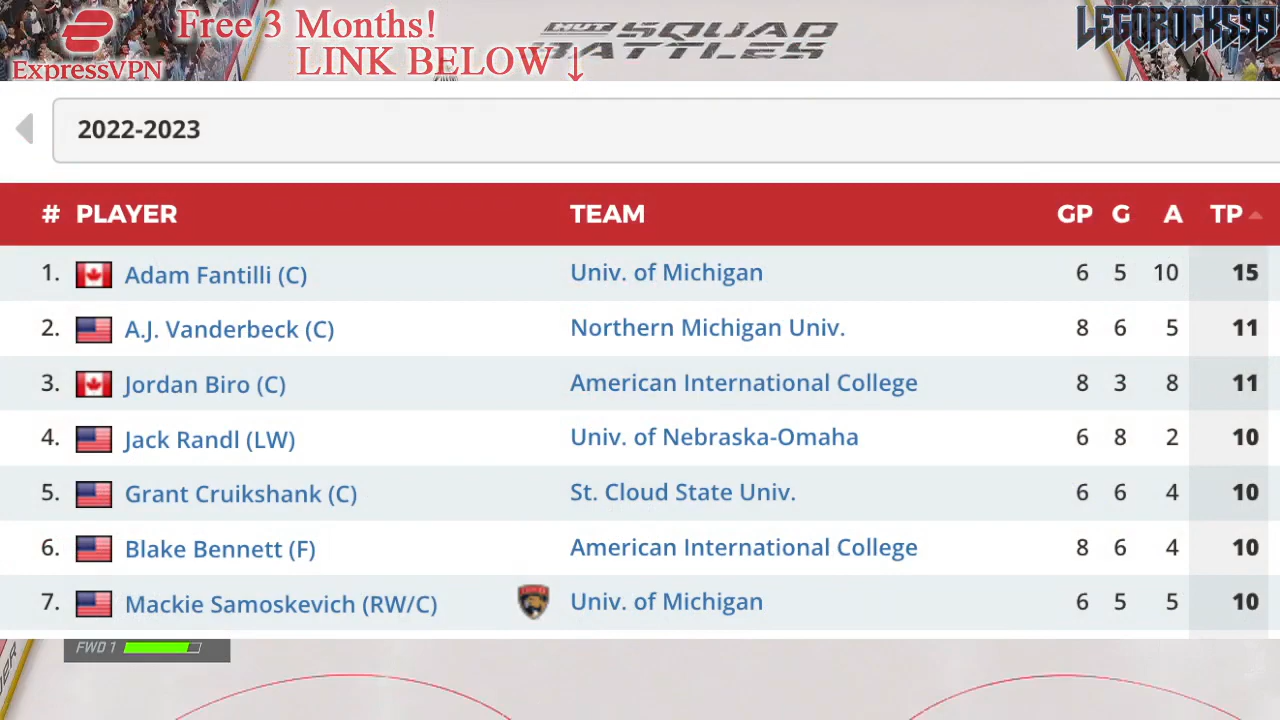 ExpressVPN
Free 3 Months!
LINK BELOW ↓
HUT SQUAD
BATTLES
LEGOROCKS99
2022-2023
# PLAYER TEAM GP G A TP
1. Adam Fantilli (C) Univ. of Michigan 6 5 10 15
2. A.J. Vanderbeck (C) Northern Michigan Univ. 8 6 5 11
3. Jordan Biro (C) American International College 8 3 8 11
4. Jack Randl (LW) Univ. of Nebraska-Omaha 6 8 2 10
5. Grant Cruikshank (C) St. Cloud State Univ. 6 6 4 10
6. Blake Bennett (F) American International College 8 6 4 10
7. Mackie Samoskevich (RW/C) Univ. of Michigan 6 5 5 10
FWD 1